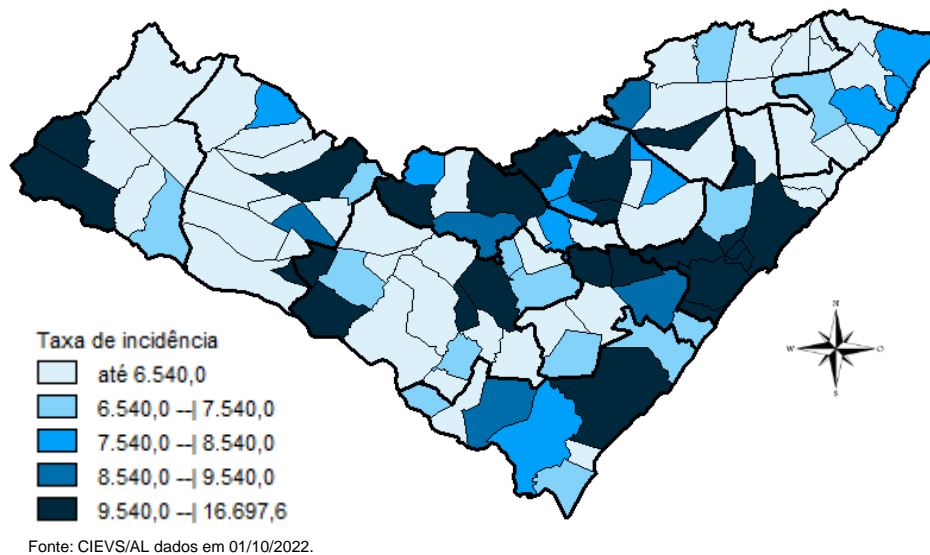 N
W O
S
Taxa de incidência
até 6.540,0
6.540,0 --| 7.540,0
7.540,0 --| 8.540,0
8.540,0 --| 9.540,0
9.540,0 --| 16.697,6
Fonte: CIEVS/AL dados em 01/10/2022.